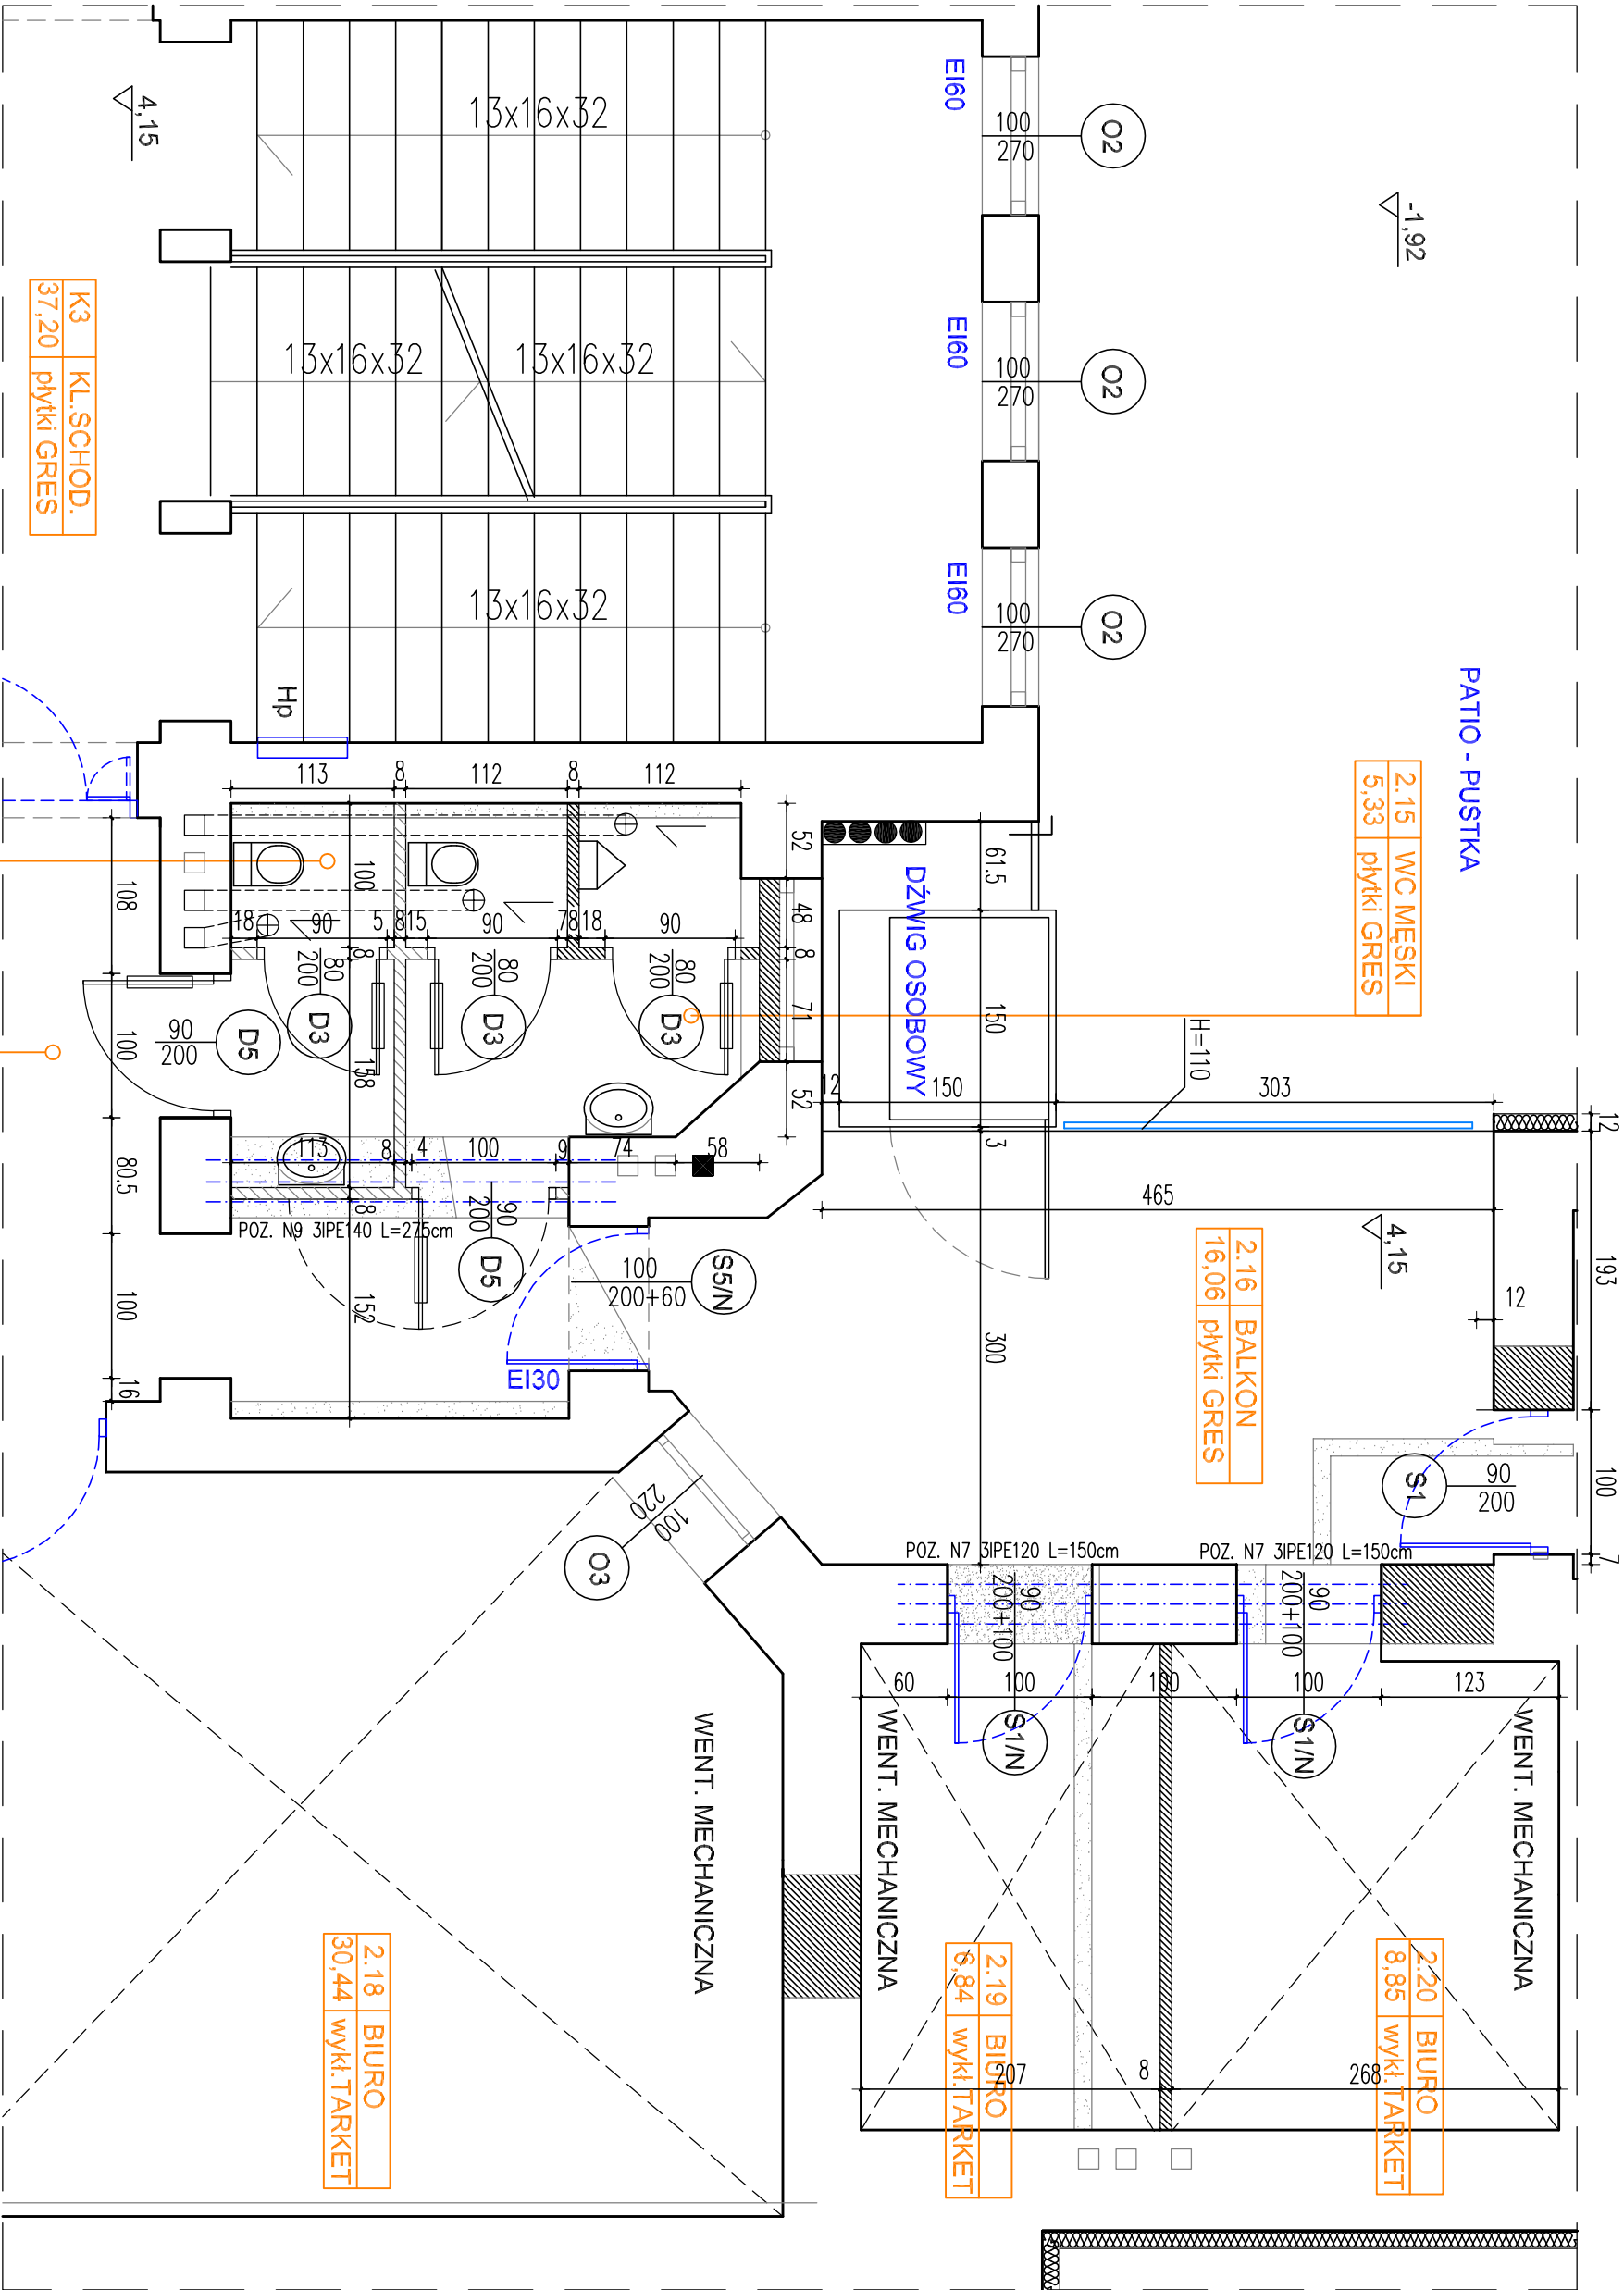 EI60
100
270
O2
4,15
-1,92
13x16x32
EI60
100
270
O2
13x16x32
13x16x32
K3 KL.SCHOD.
37,20 płytki GRES
EI60
100
270
O2
13x16x32
Hp
PATIO - PUSTKA
2.15 WC MĘSKI
5,33 płytki GRES
113
8
112
8
112
52
61.5
DŹWIG OSOBOWY
108
100
18
90
5
8
15
90
7
8
18
90
48
8
8
80
200
D3
80
200
D3
80
200
D3
71
150
H=110
90
200
D5
100
158
12
150
303
12
52
113
8
4
100
9
74
58
3
80.5
8
POZ. N9 3IPE140 L=275cm
90
200
D5
465
193
4,15
2.16 BALKON
16,06 płytki GRES
100
200+60
S5/N
12
100
152
300
EI30
16
100
220
O3
S1
90
200
100
7
POZ. N7 3IPE120 L=150cm
POZ. N7 3IPE120 L=150cm
90
200+100
90
200+100
60
100
100
100
123
S1/N
S1/N
WENT. MECHANICZNA
WENT. MECHANICZNA
WENT. MECHANICZNA
2.18 BIURO
30,44 wykł.TARKET
2.19 BIURO
6,84 wykł.TARKET
2.20 BIURO
8,85 wykł.TARKET
207
8
268